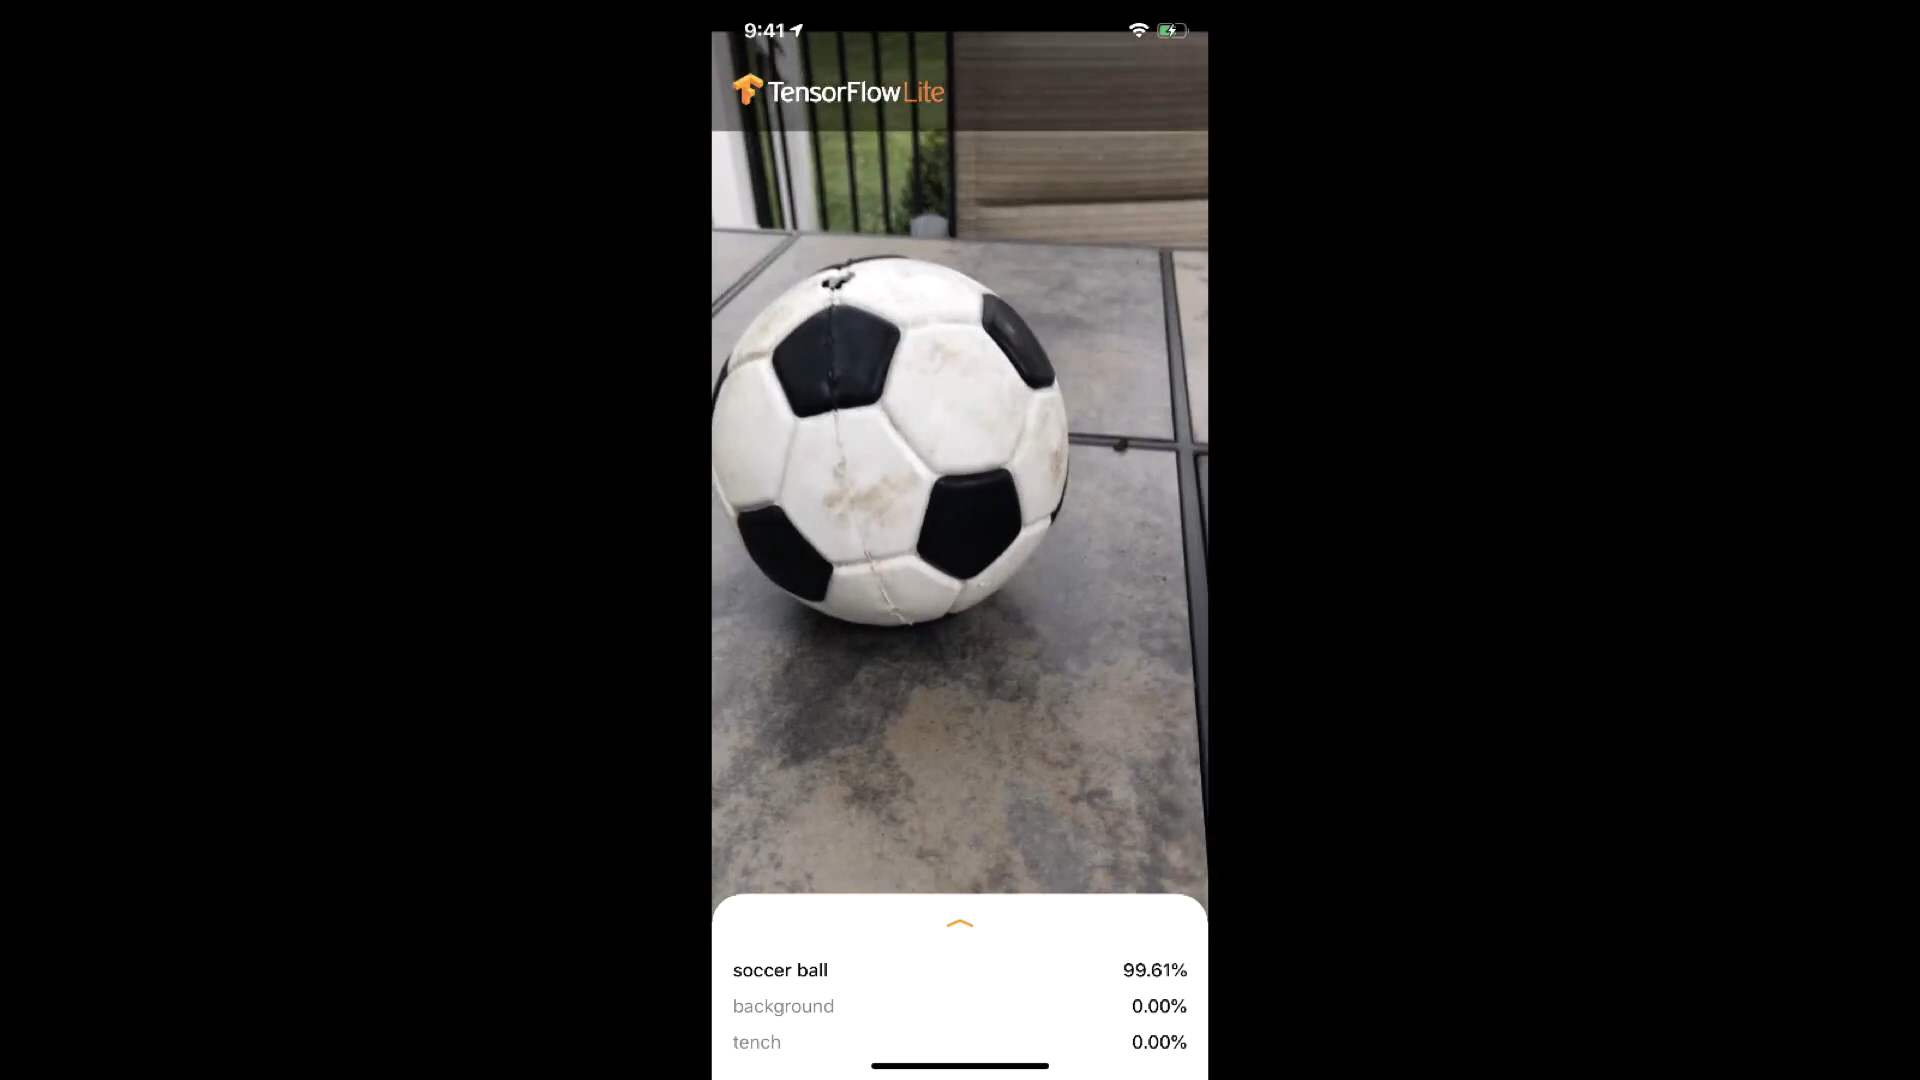 9:41
TensorFlow Lite
soccer ball 99.61%
background 0.00%
tench 0.00%